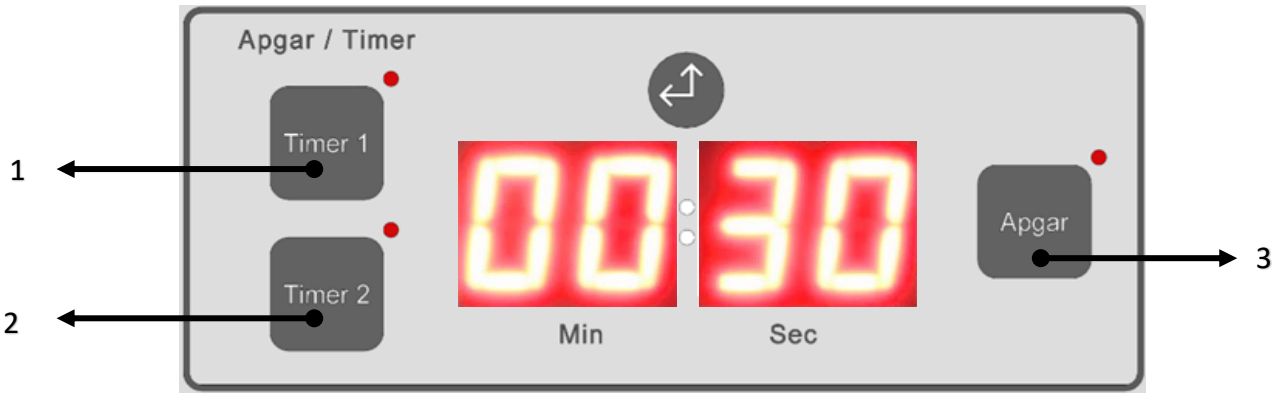 Apgar / Timer
Timer 1
1
00 30
Apgar
3
Timer 2
2
Min
Sec